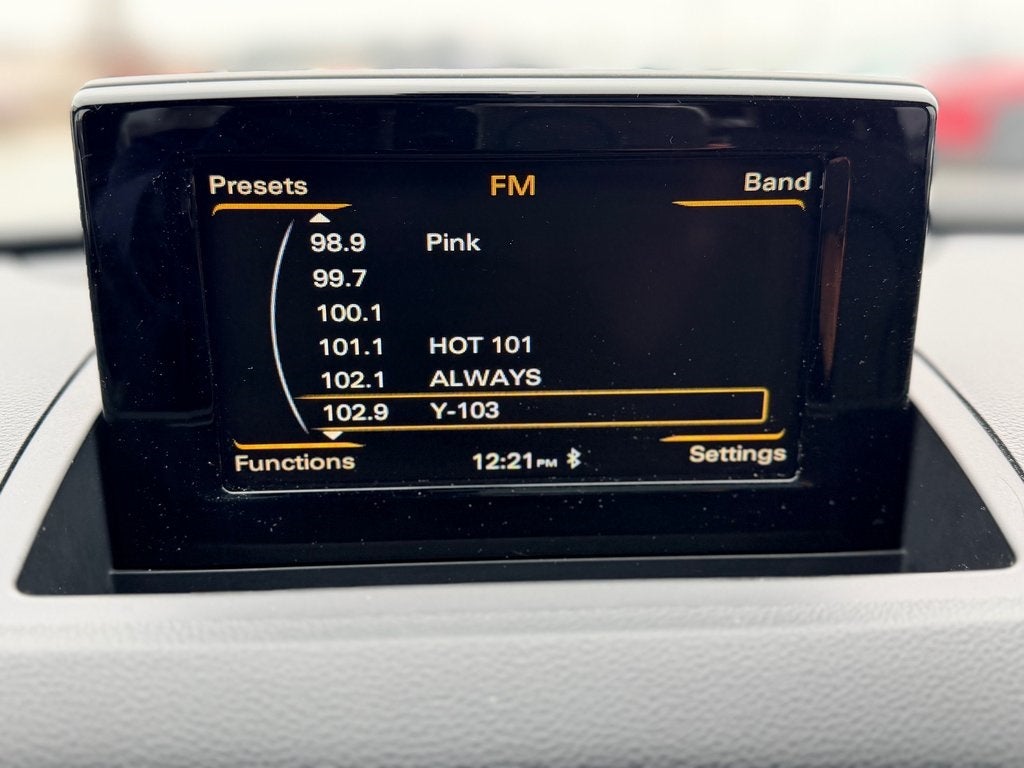 Presets FM Band
98.9 Pink
99.7
100.1
101.1 HOT 101
102.1 ALWAYS
102.9 Y-103
Functions 12:21PM Settings